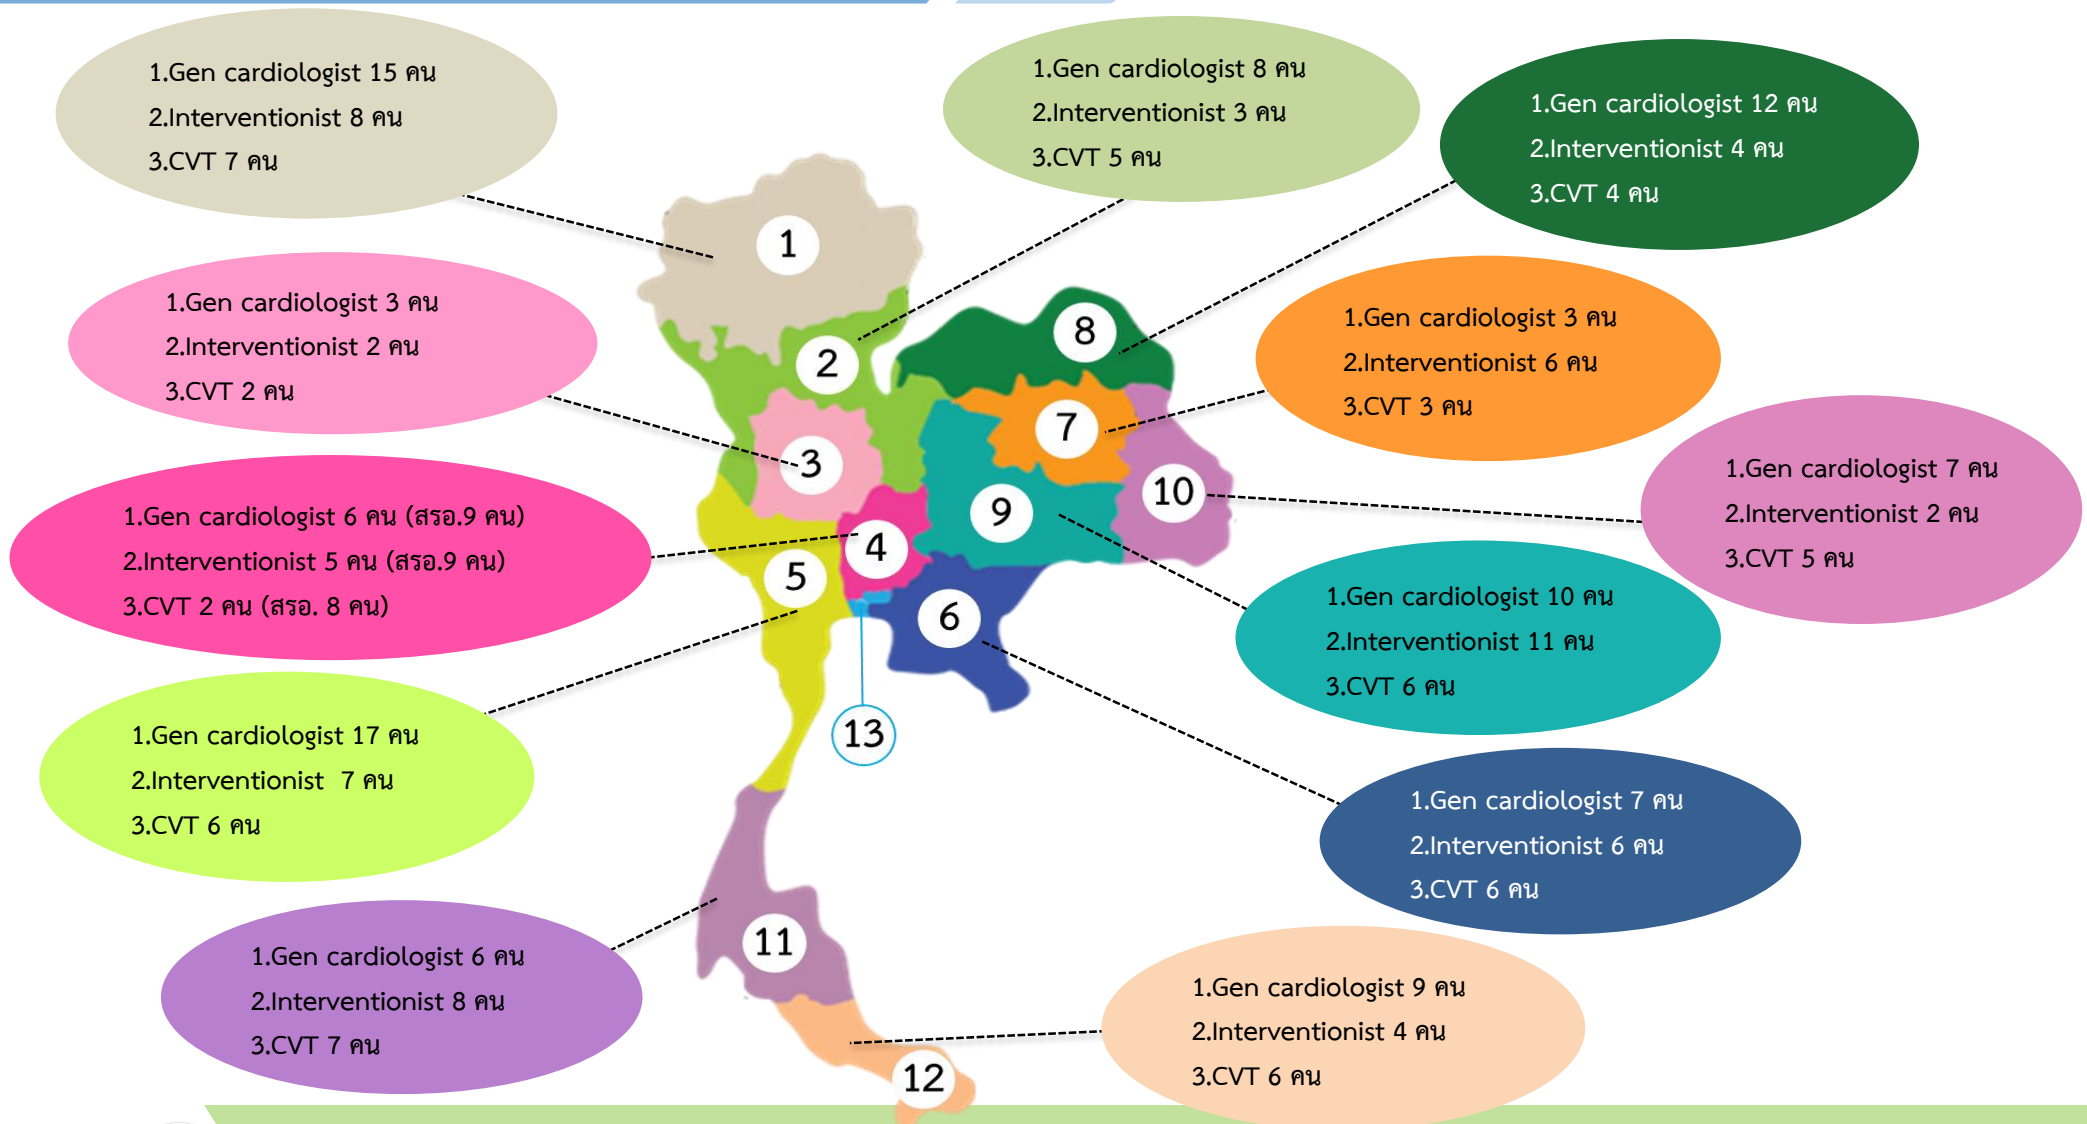 1.Gen cardiologist 15 คน
2.Interventionist 8 คน
3.CVT 7 คน
1.Gen cardiologist 8 คน
2.Interventionist 3 คน
3.CVT 5 คน
1.Gen cardiologist 12 คน
2.Interventionist 4 คน
3.CVT 4 คน
1.Gen cardiologist 3 คน
2.Interventionist 2 คน
3.CVT 2 คน
1.Gen cardiologist 3 คน
2.Interventionist 6 คน
3.CVT 3 คน
1.Gen cardiologist 6 คน (สรอ.9 คน)
2.Interventionist 5 คน (สรอ.9 คน)
3.CVT 2 คน (สรอ. 8 คน)
1.Gen cardiologist 7 คน
2.Interventionist 2 คน
3.CVT 5 คน
1.Gen cardiologist 10 คน
2.Interventionist 11 คน
3.CVT 6 คน
1.Gen cardiologist 17 คน
2.Interventionist  7 คน
3.CVT 6 คน
1.Gen cardiologist 7 คน
2.Interventionist 6 คน
3.CVT 6 คน
1.Gen cardiologist 6 คน
2.Interventionist 8 คน
3.CVT 7 คน
1.Gen cardiologist 9 คน
2.Interventionist 4 คน
3.CVT 6 คน
1
2
8
3
7
10
9
4
5
6
13
11
12